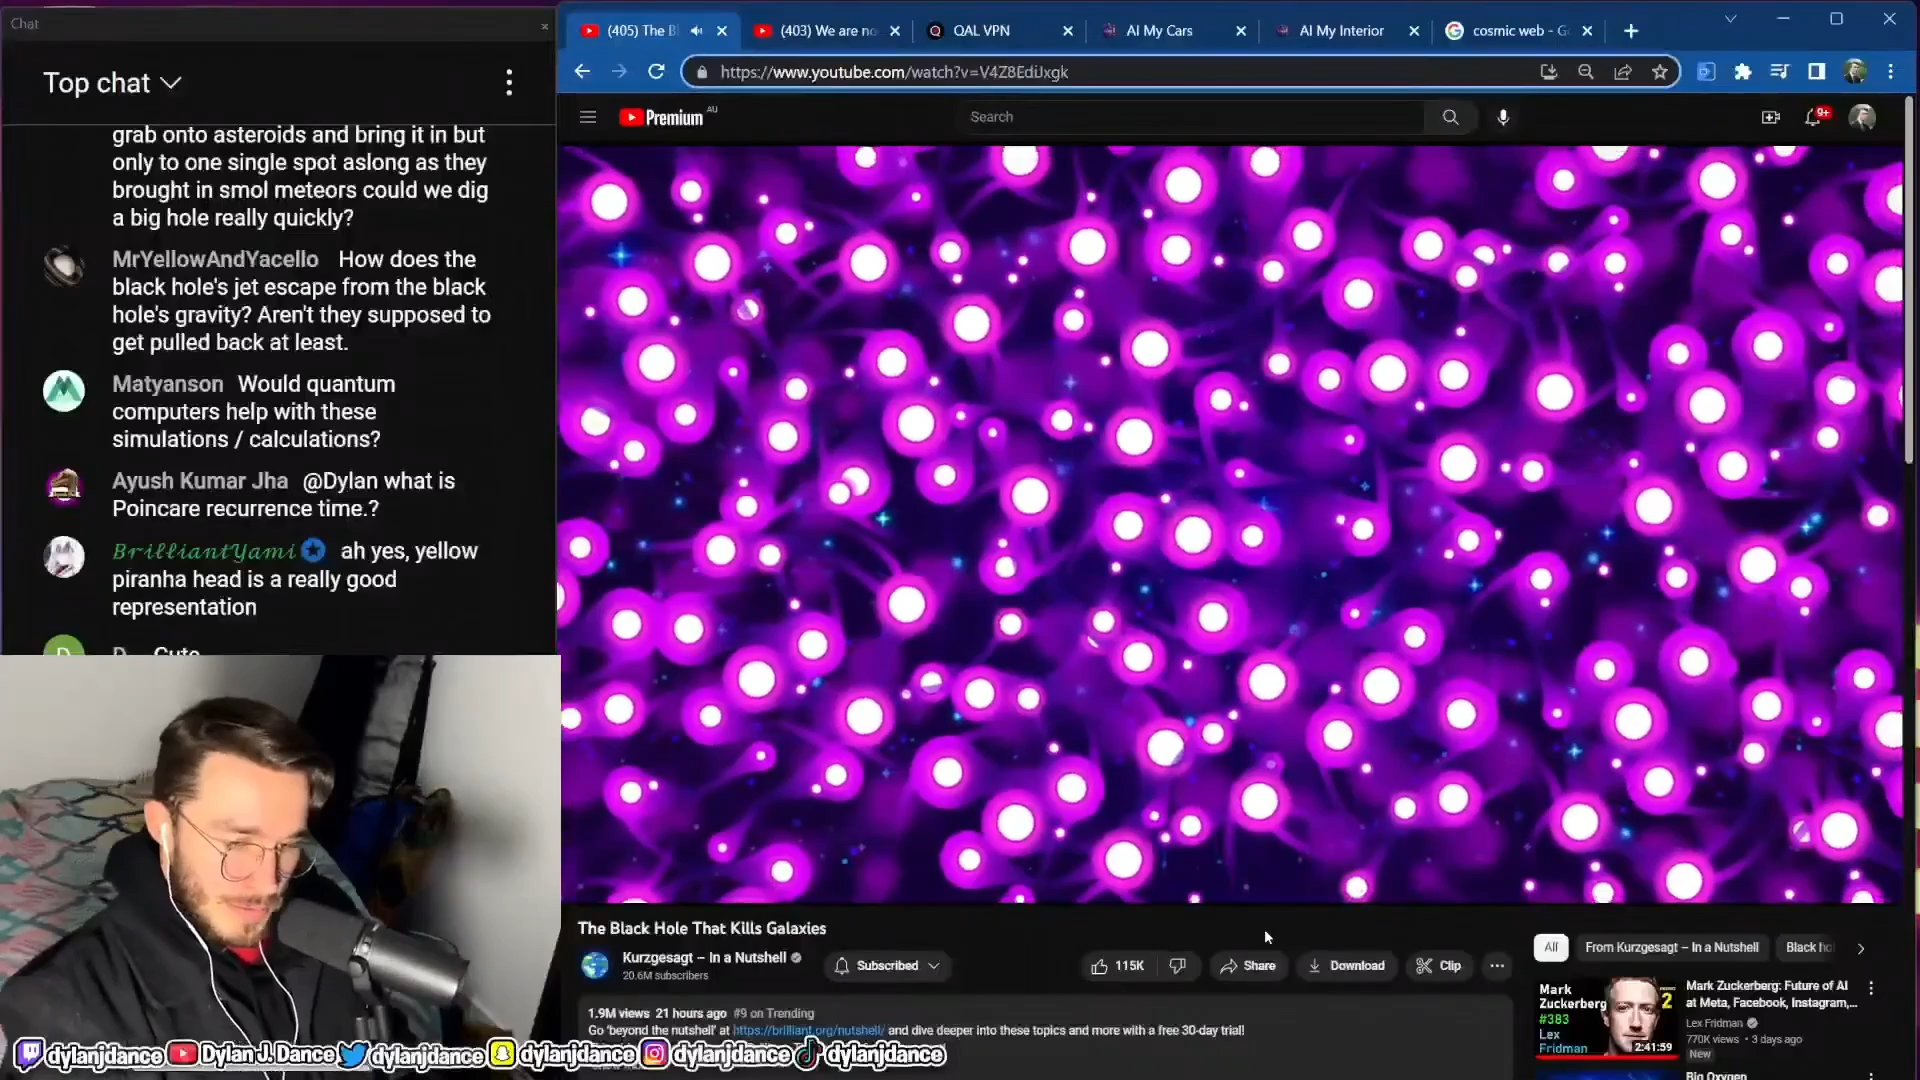 Chat
Top chat
grab onto asteroids and bring it in but
only to one single spot aslong as they
brought in smol meteors could we dig
a big hole really quickly?
MrYellowAndYacello How does the
black hole's jet escape from the black
hole's gravity? Aren't they supposed to
get pulled back at least.
Matyanson Would quantum
computers help with these
simulations / calculations?
Ayush Kumar Jha @Dylan what is
Poincare recurrence time.?
BrilliantYami ah yes, yellow
piranha head is a really good
representation
(405) The B
(403) We are no
QAL VPN
AI My Cars
AI My Interior
cosmic web - G
https://www.youtube.com/watch?v=V4Z8EdiJxgk
Premium AU
Search
9+
The Black Hole That Kills Galaxies
Kurzgesagt – In a Nutshell
20.6M subscribers
Subscribed
115K
Share
Download
Clip
1.9M views 21 hours ago #9 on Trending
Go 'beyond the nutshell' at https://brilliant.org/nutshell/ and dive deeper into these topics and more with a free 30-day trial!
All
From Kurzgesagt – In a Nutshell
Black ho
Mark
Zuckerberg
#383
Lex
Fridman
2
2:41:59
Mark Zuckerberg: Future of AI
at Meta, Facebook, Instagram,...
Lex Fridman
770K views • 3 days ago
New
Big Oxygen
dylanjdance Dylan J. Dance dylanjdance dylanjdance dylanjdance dylanjdance